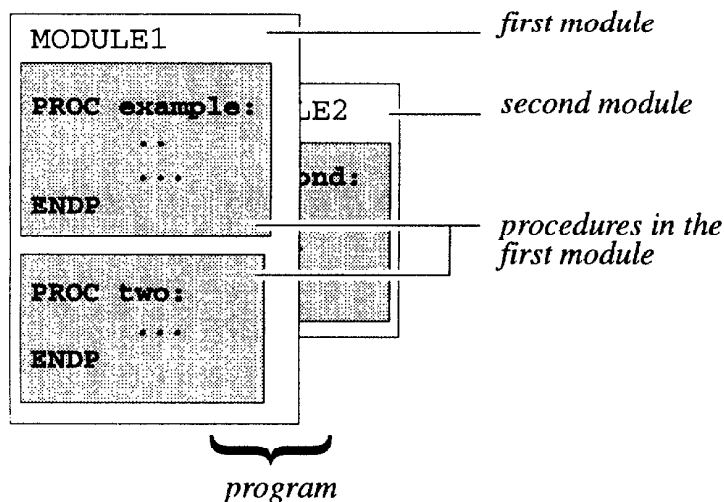 MODULE1
PROC example:
..
...
ENDP
PROC two:
...
ENDP
LE2
ond:
.
first module
second module
procedures in the
first module
program